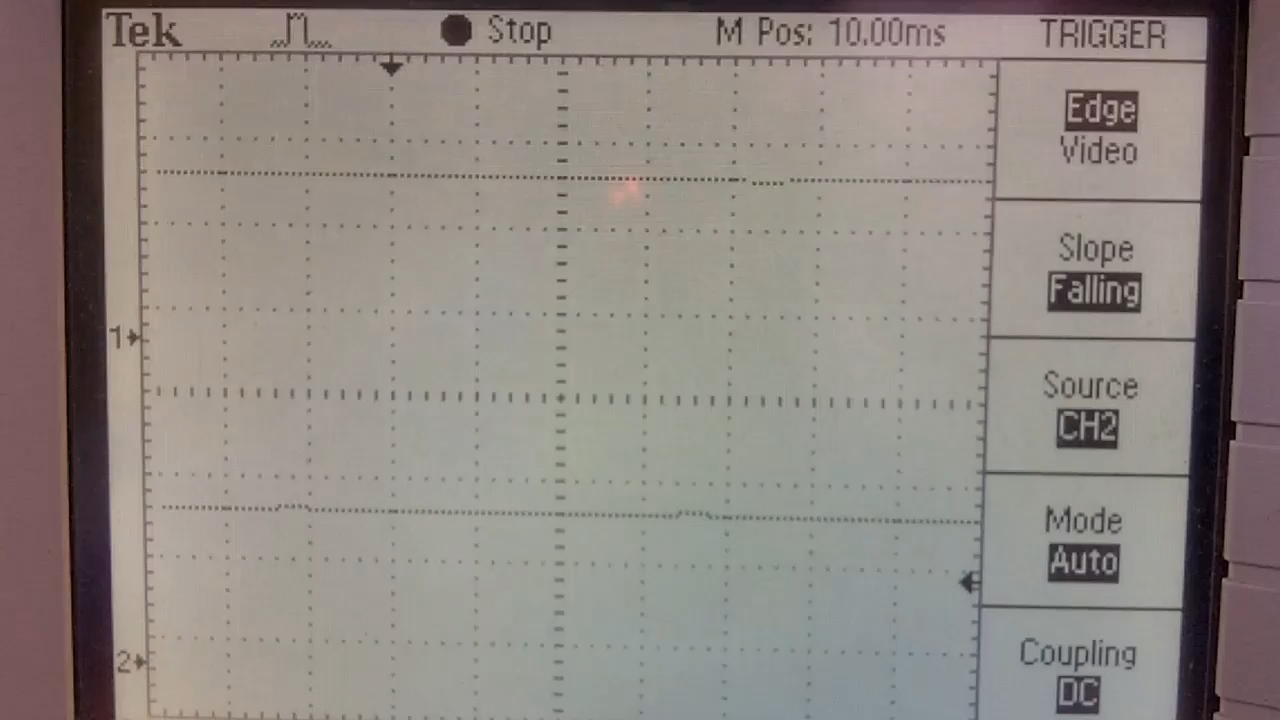 Tek Stop M Pos: 10.00ms TRIGGER
Edge
Video
Slope
Falling
1
Source
CH2
Mode
Auto
Coupling
DC
2